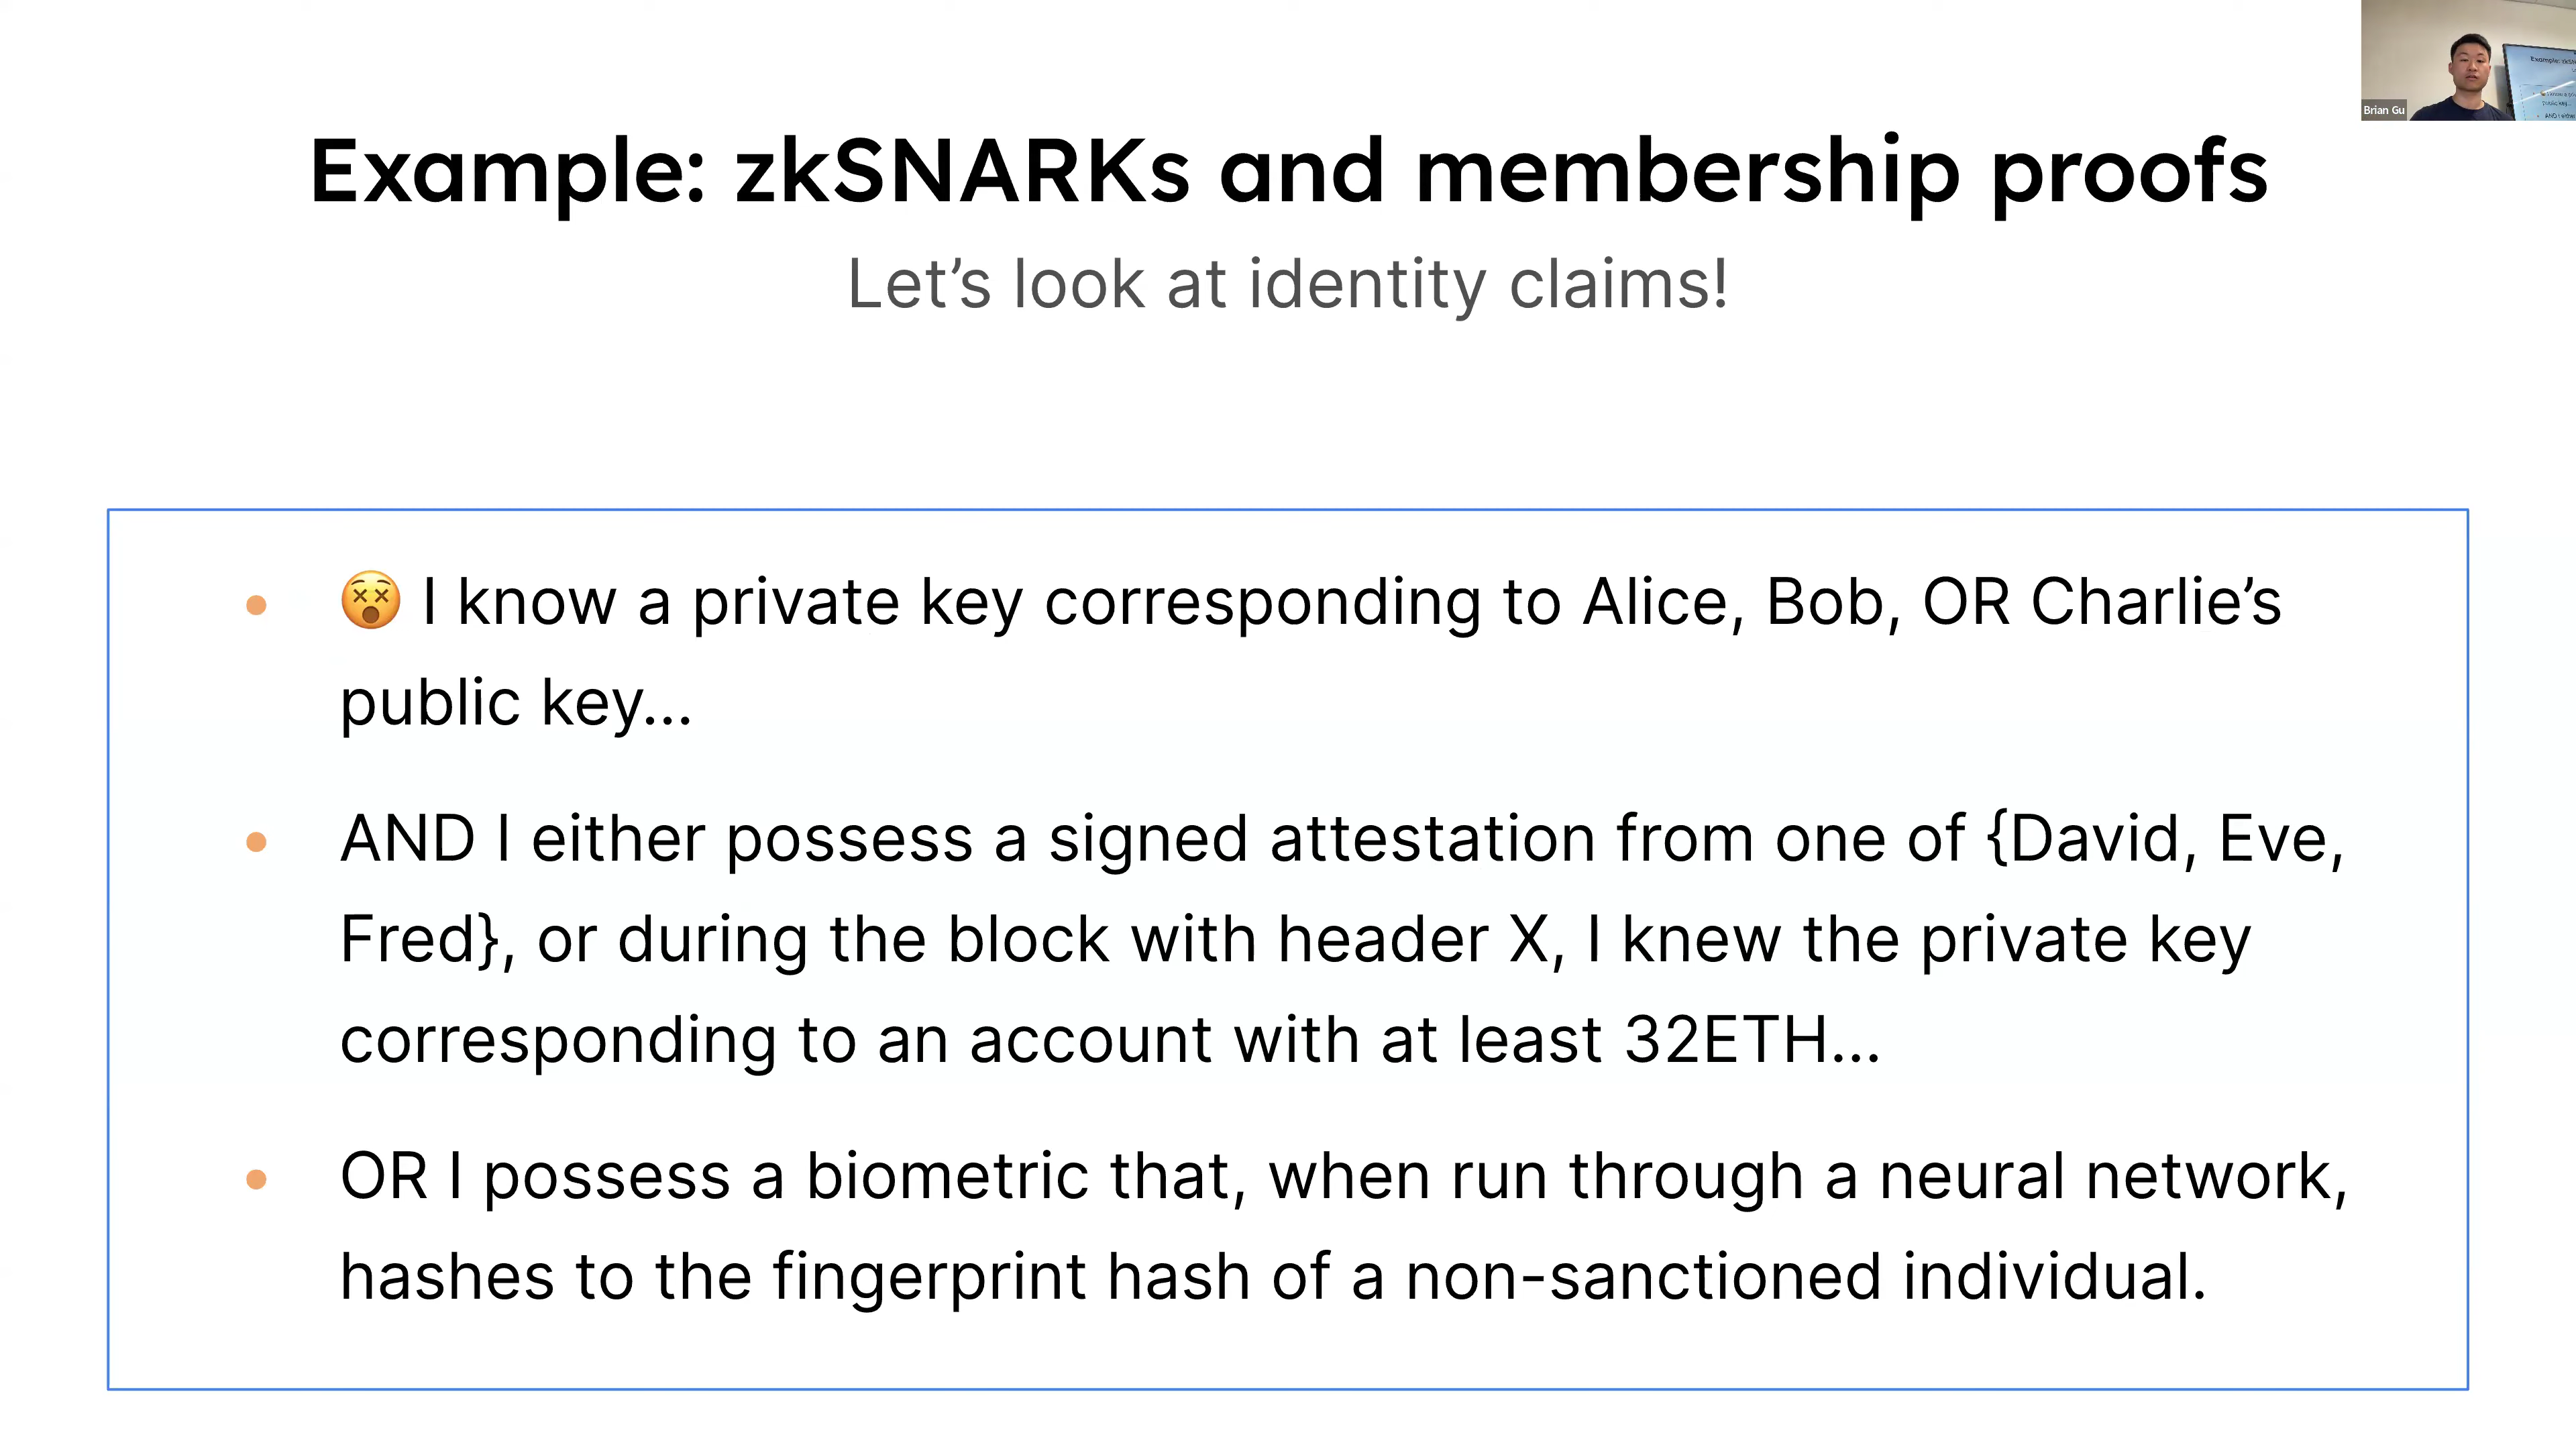 Example: zkSNARKs and membership proofs
Let's look at identity claims!
😵 I know a private key corresponding to Alice, Bob, OR Charlie's
public key...
AND I either possess a signed attestation from one of {David, Eve,
Fred}, or during the block with header X, I knew the private key
corresponding to an account with at least 32ETH...
OR I possess a biometric that, when run through a neural network,
hashes to the fingerprint hash of a non-sanctioned individual.
Brian Gu